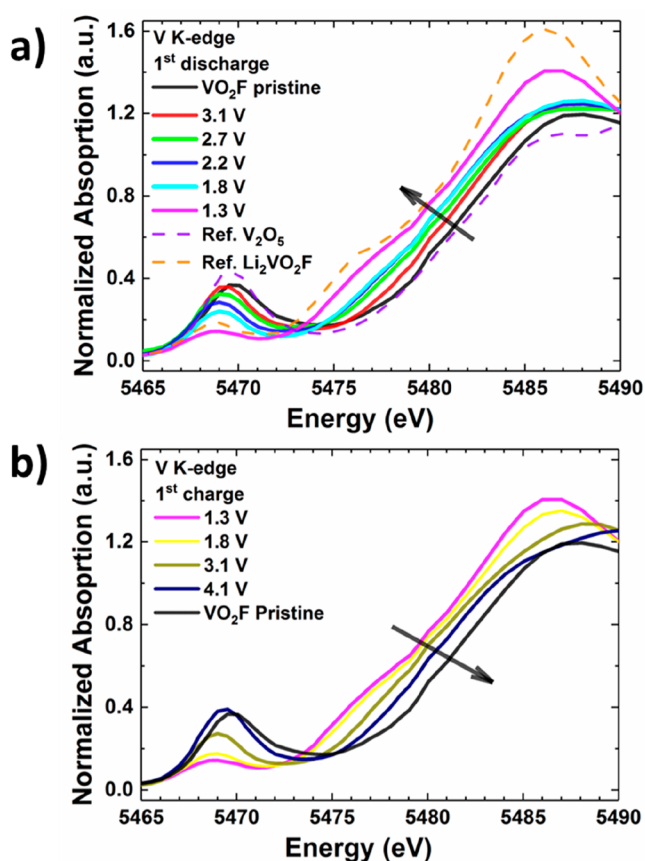 a)
Normalized Absoprtion (a.u.)
1.6
1.2
0.8
0.4
0.0
V K-edge
1st discharge
VO2F pristine
3.1 V
2.7 V
2.2 V
1.8 V
1.3 V
Ref. V2O5
Ref. Li2VO2F
5465 5470 5475 5480 5485 5490
Energy (eV)
b)
Normalized Absoprtion (a.u.)
1.6
1.2
0.8
0.4
0.0
V K-edge
1st charge
1.3 V
1.8 V
3.1 V
4.1 V
VO2F Pristine
5465 5470 5475 5480 5485 5490
Energy (eV)